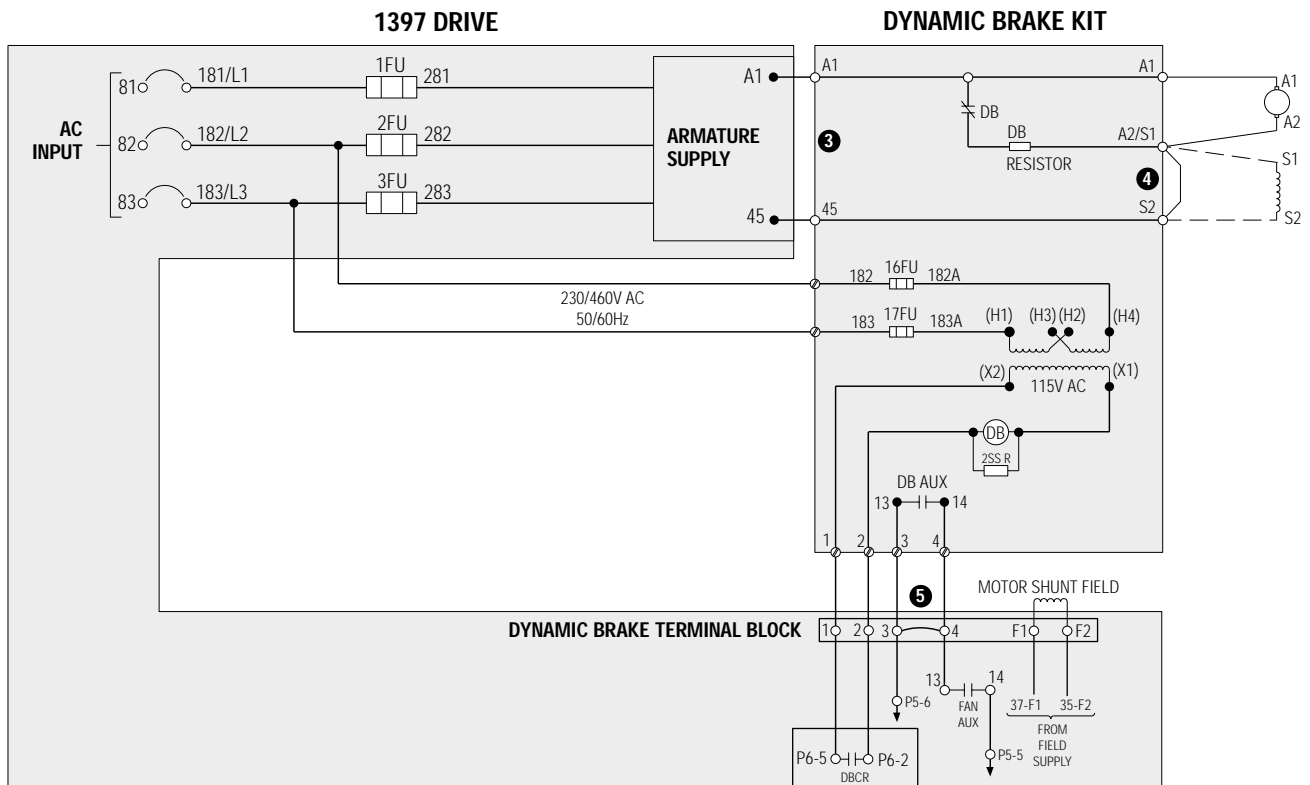 1397 DRIVE
DYNAMIC BRAKE KIT
AC
INPUT
81
181/L1
1FU
281
82
182/L2
2FU
282
83
183/L3
3FU
283
ARMATURE
SUPPLY
A1
45
A1
45
3
DB
DB
RESISTOR
A1
A2/S1
4
S2
A1
A2
S1
S2
230/460V AC
50/60Hz
182
16FU
182A
183
17FU
183A
(H1)
(H3)
(H2)
(H4)
(X2)
115V AC
(X1)
DB
2SS R
DB AUX
13
14
1
2
3
4
5
MOTOR SHUNT FIELD
DYNAMIC BRAKE TERMINAL BLOCK
1
2
3
4
F1
F2
13
14
FAN
AUX
P5-6
P5-5
37-F1
35-F2
FROM
FIELD
SUPPLY
P6-5
P6-2
DBCR